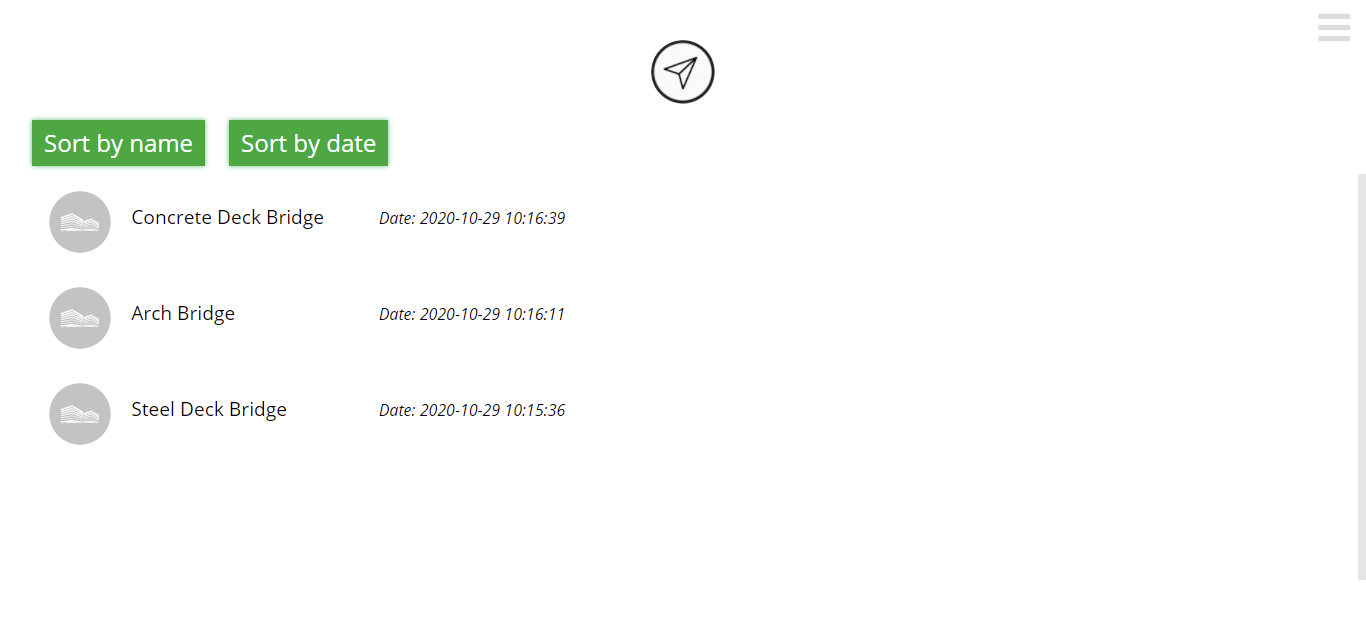 Sort by name Sort by date
Concrete Deck Bridge Date: 2020-10-29 10:16:39
Arch Bridge Date: 2020-10-29 10:16:11
Steel Deck Bridge Date: 2020-10-29 10:15:36